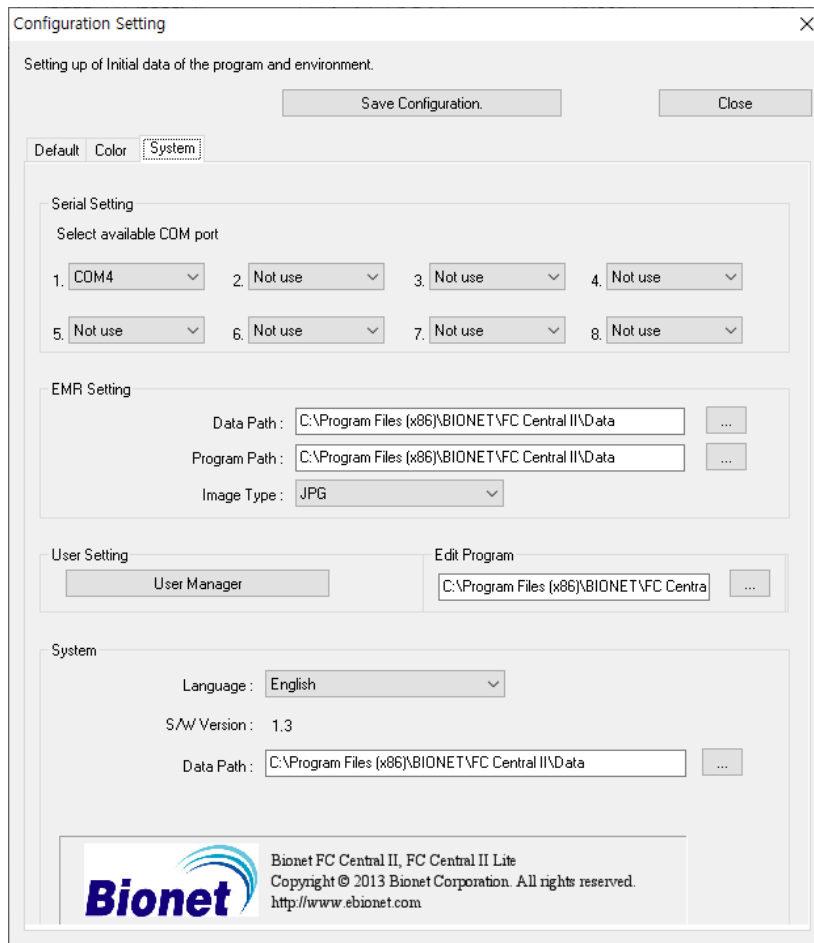 Configuration Setting
Setting up of Initial data of the program and environment.
Save Configuration. Close
Default Color System
Serial Setting
Select available COM port
1. COM4 2. Not use 3. Not use 4. Not use
5. Not use 6. Not use 7. Not use 8. Not use
EMR Setting
Data Path : C:\Program Files (x86)\BIONET\FC Central II\Data ...
Program Path : C:\Program Files (x86)\BIONET\FC Central II\Data ...
Image Type : JPG
User Setting Edit Program
User Manager C:\Program Files (x86)\BIONET\FC Centra ...
System
Language : English
S/W Version : 1.3
Data Path : C:\Program Files (x86)\BIONET\FC Central II\Data ...
Bionet
Bionet FC Central II, FC Central II Lite
Copyright © 2013 Bionet Corporation. All rights reserved.
http://www.ebionet.com